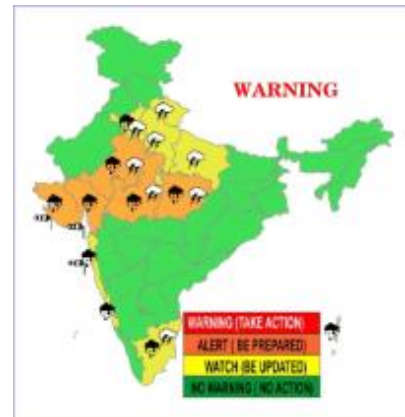 WARNING
WARNING (TAKE ACTION)
ALERT ( BE PREPARED)
WATCH (BE UPDATED)
NO WARNING ( NO ACTION)